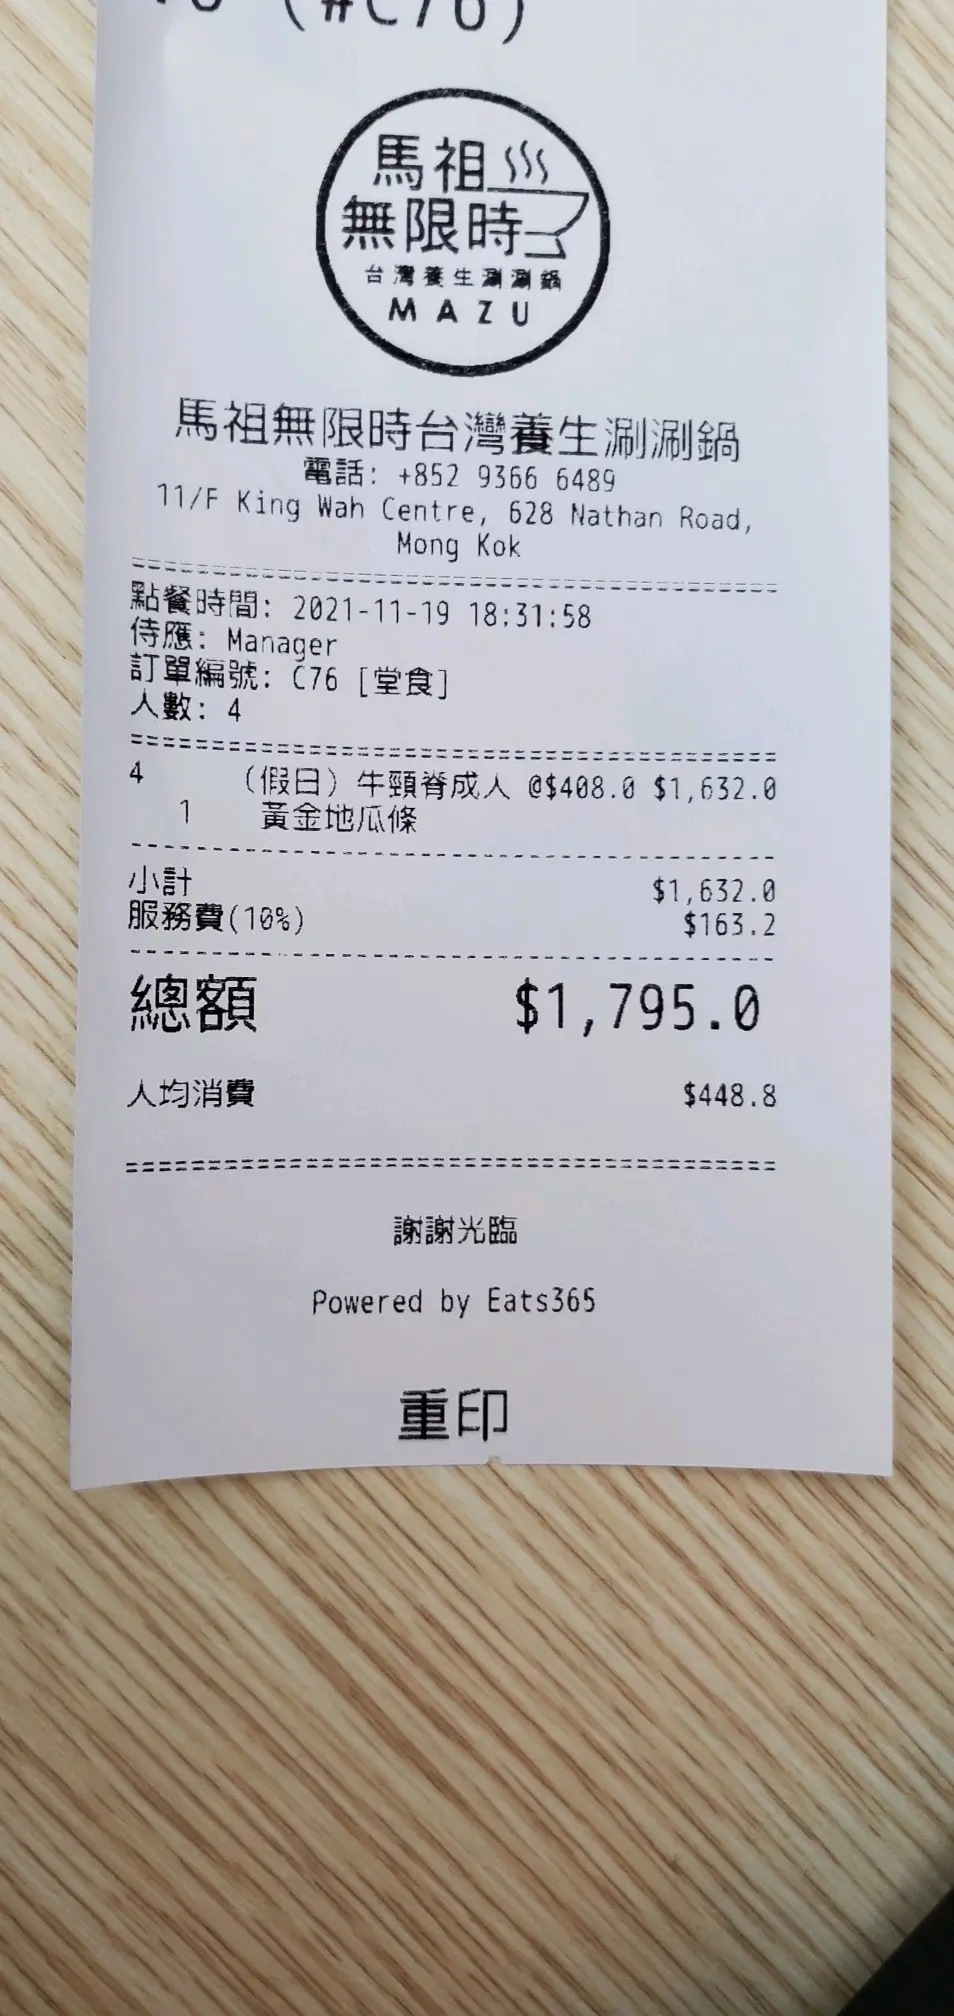 (#C76)
馬祖
無限時
台灣養生涮涮鍋
MAZU
馬祖無限時台灣養生涮涮鍋
電話: +852 9366 6489
11/F King Wah Centre, 628 Nathan Road,
Mong Kok
點餐時間: 2021-11-19 18:31:58
侍應: Manager
訂單編號: C76 [堂食]
人數: 4
4 (假日) 牛頸脊成人 @$408.0 $1,632.0
1 黃金地瓜條
小計 $1,632.0
服務費(10%) $163.2
總額 $1,795.0
人均消費 $448.8
謝謝光臨
Powered by Eats365
重印